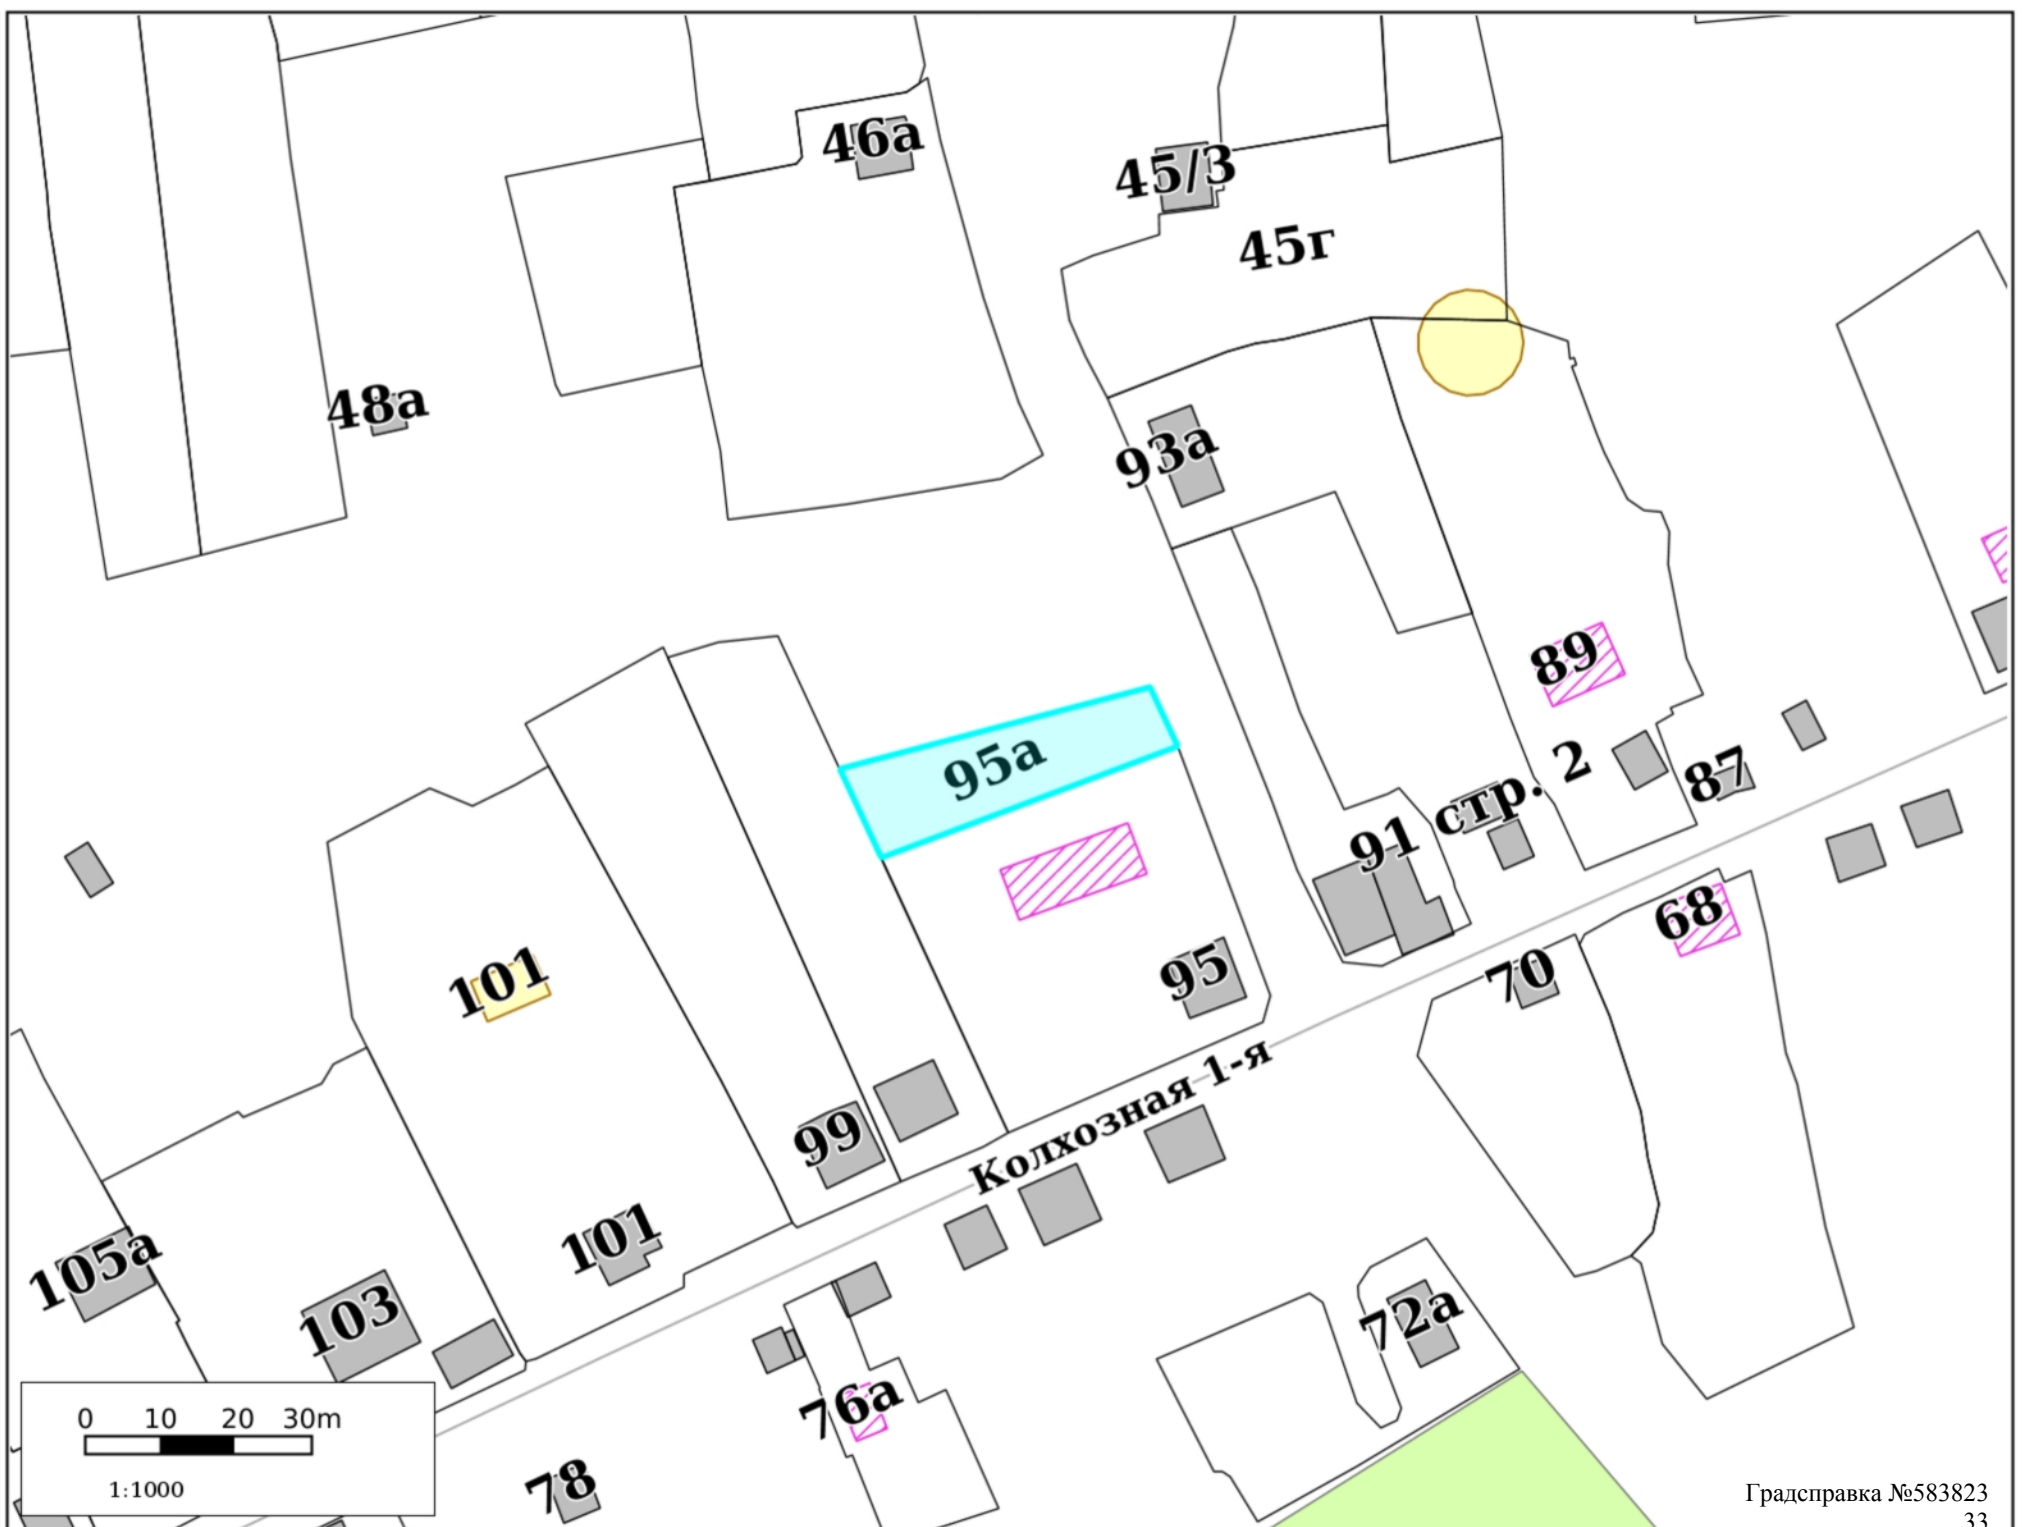 46а
45/3
45г
48а
93а
89
95а
стр. 2
87
91
68
101
95
70
99
Колхозная 1-я
101
105а
103
72а
76а
0 10 20 30m
1:1000
78
Градсправка №583823
33